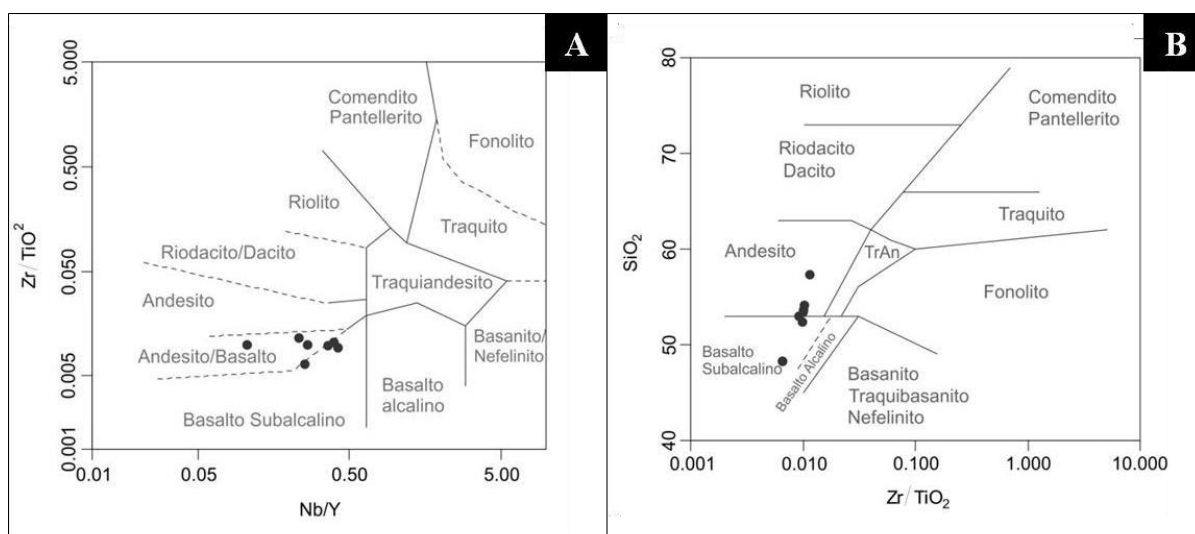 A
Zr/TiO²
5.000
0.500
0.050
0.005
0.001
Comendito
Pantellerito
Fonolito
Riolito
Traquito
Riodacito/Dacito
Traquiandesito
Andesito
Andesito/Basalto
Basanito/
Nefelinito
Basalto
alcalino
Basalto Subalcalino
0.01
0.05
0.50
5.00
Nb/Y
B
SiO₂
80
70
60
50
40
Riolito
Comendito
Pantellerito
Riodacito
Dacito
Traquito
Andesito
TrAn
Fonolito
Basalto
Subalcalino
Basalto Alcalino
Basanito
Traquibasanito
Nefelinito
0.001
0.010
0.100
1.000
10.000
Zr/TiO₂